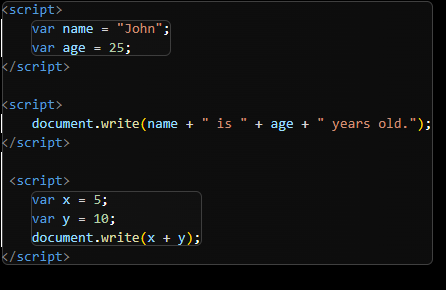 <script>
var name = "John";
var age = 25;
</script>
<script>
document.write(name + " is " + age + " years old.");
</script>
<script>
var x = 5;
var y = 10;
document.write(x + y);
</script>